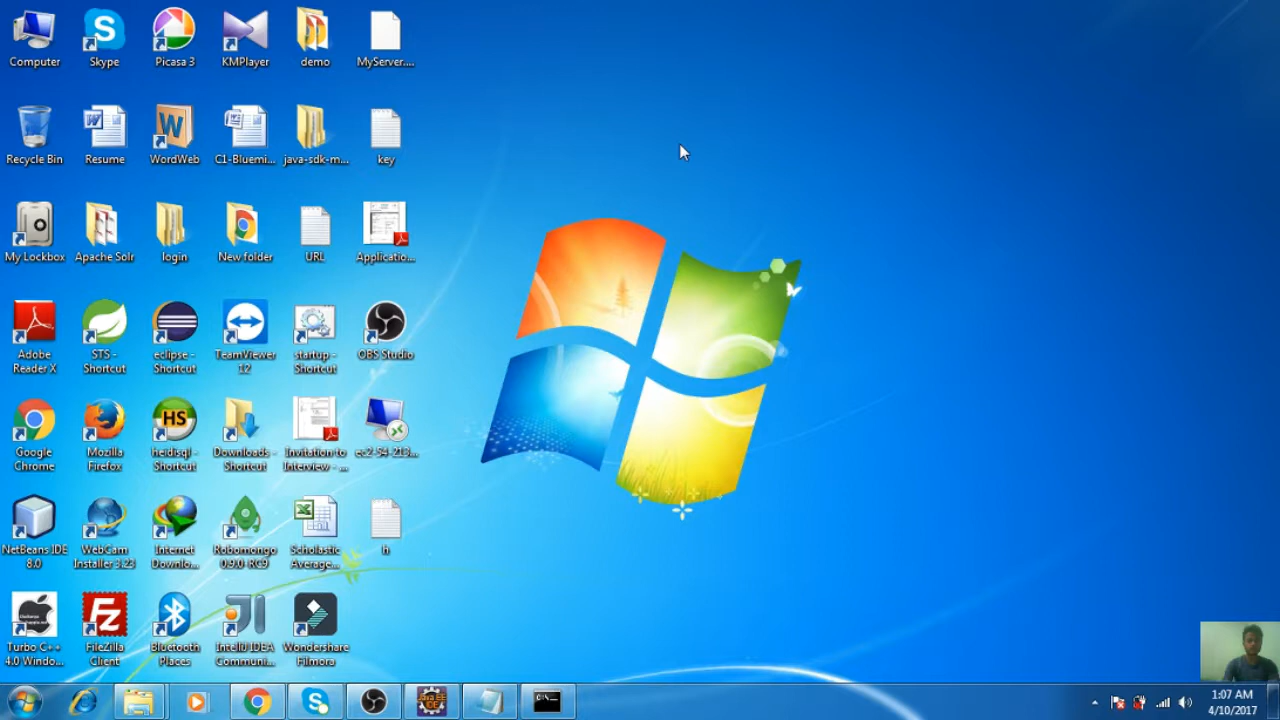 Computer
Skype
Picasa 3
KMPlayer
demo
MyServer....
Recycle Bin
Resume
WordWeb
C1-Bluemi...
java-sdk-m...
key
My Lockbox
Apache Solr
login
New folder
URL
Applicatio...
Adobe
Reader X
STS -
Shortcut
eclipse -
Shortcut
TeamViewer
12
startup -
Shortcut
OBS Studio
Google
Chrome
Mozilla
Firefox
heidisql -
Shortcut
Downloads -
Shortcut
Invitation to
Interview - ...
ec2-54-213...
NetBeans IDE
8.0
WebCam
Installer 3.23
Internet
Downlo...
Robomongo
0.9.0-RC9
Scholastic
Average...
h
Turbo C++
4.0 Windo...
FileZilla
Client
Bluetooth
Places
IntelliJ IDEA
Communi...
Wondershare
Filmora
HS
Java EE
IDE
C:\.
1:07 AM
4/10/2017